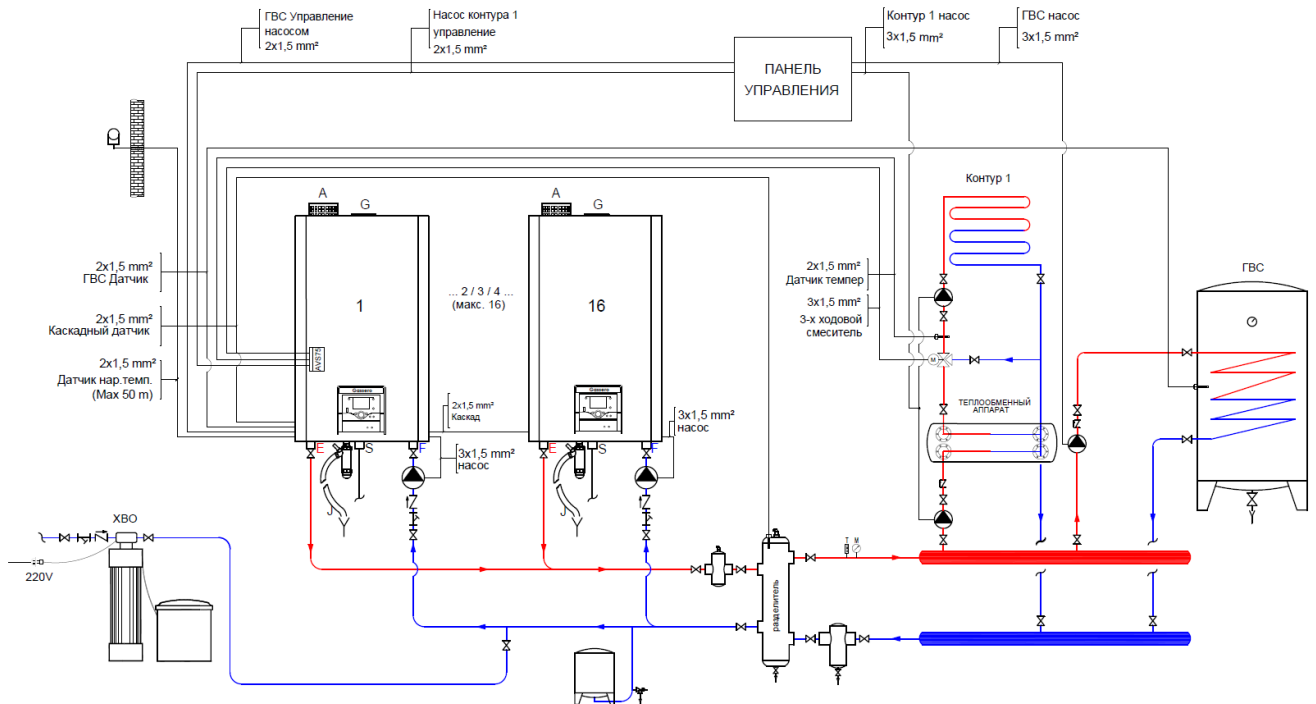 ГВС Управление
насосом
2x1,5 mm²
Насос контура 1
управление
2x1,5 mm²
Контур 1 насос
3x1,5 mm²
ГВС насос
3x1,5 mm²
ПАНЕЛЬ
УПРАВЛЕНИЯ
Контур 1
A
G
A
G
2x1,5 mm²
ГВС Датчик
2x1,5 mm²
Каскадный датчик
2x1,5 mm²
Датчик нар.темп.
(Max 50 m)
1
... 2 / 3 / 4 ...
(макс. 16)
16
AVS75
2x1,5 mm²
Датчик темпер
3x1,5 mm²
3-х ходовой
смеситель
M
ГВС
ТЕПЛООБМЕННЫЙ
АППАРАТ
2x1,5 mm²
Каскад
3x1,5 mm²
насос
3x1,5 mm²
насос
E
S
F
E
S
F
J
J
ХВО
220V
T
M
разделитель